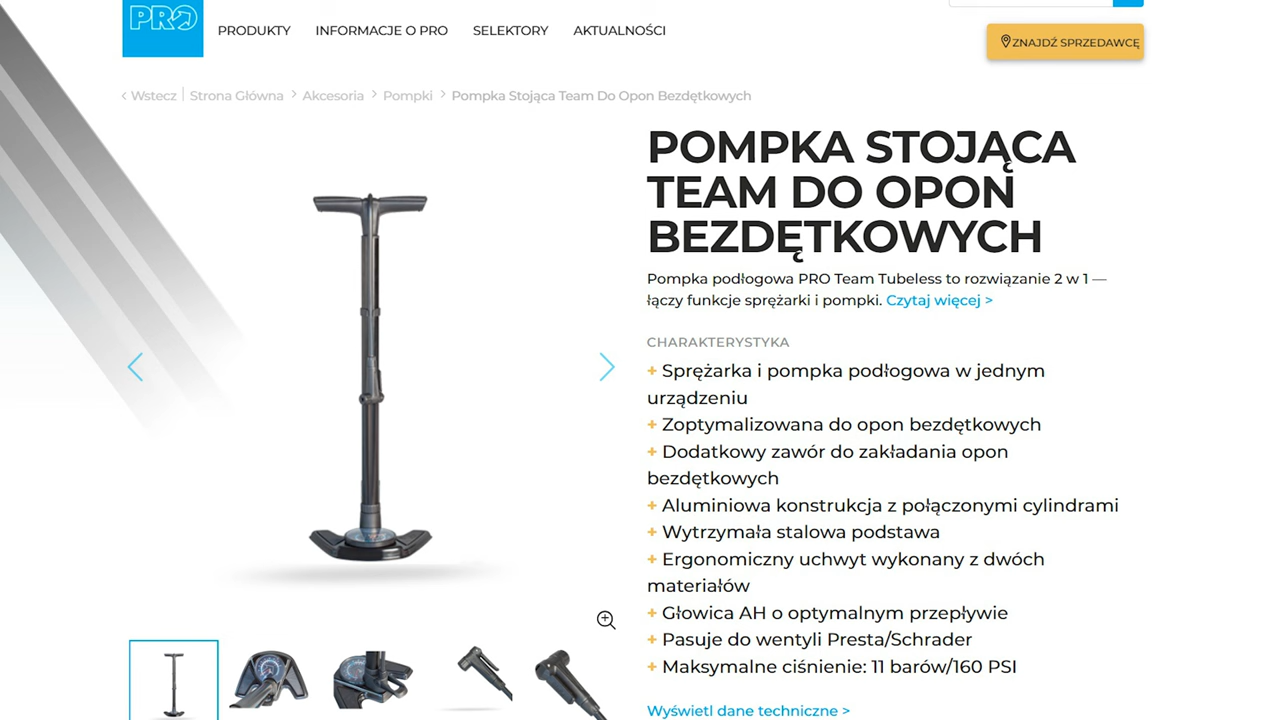 PRO
PRODUKTY INFORMACJE O PRO SELEKTORY AKTUALNOŚCI
ZNAJDŹ SPRZEDAWCĘ
Wstecz Strona Główna Akcesoria Pompki Pompka Stojąca Team Do Opon Bezdętkowych
POMPKA STOJĄCA
TEAM DO OPON
BEZDĘTKOWYCH
Pompka podłogowa PRO Team Tubeless to rozwiązanie 2 w 1 —
łączy funkcje sprężarki i pompki. Czytaj więcej >
CHARAKTERYSTYKA
+ Sprężarka i pompka podłogowa w jednym
urządzeniu
+ Zoptymalizowana do opon bezdętkowych
+ Dodatkowy zawór do zakładania opon
bezdętkowych
+ Aluminiowa konstrukcja z połączonymi cylindrami
+ Wytrzymała stalowa podstawa
+ Ergonomiczny uchwyt wykonany z dwóch
materiałów
+ Głowica AH o optymalnym przepływie
+ Pasuje do wentyli Presta/Schrader
+ Maksymalne ciśnienie: 11 barów/160 PSI
Wyświetl dane techniczne >